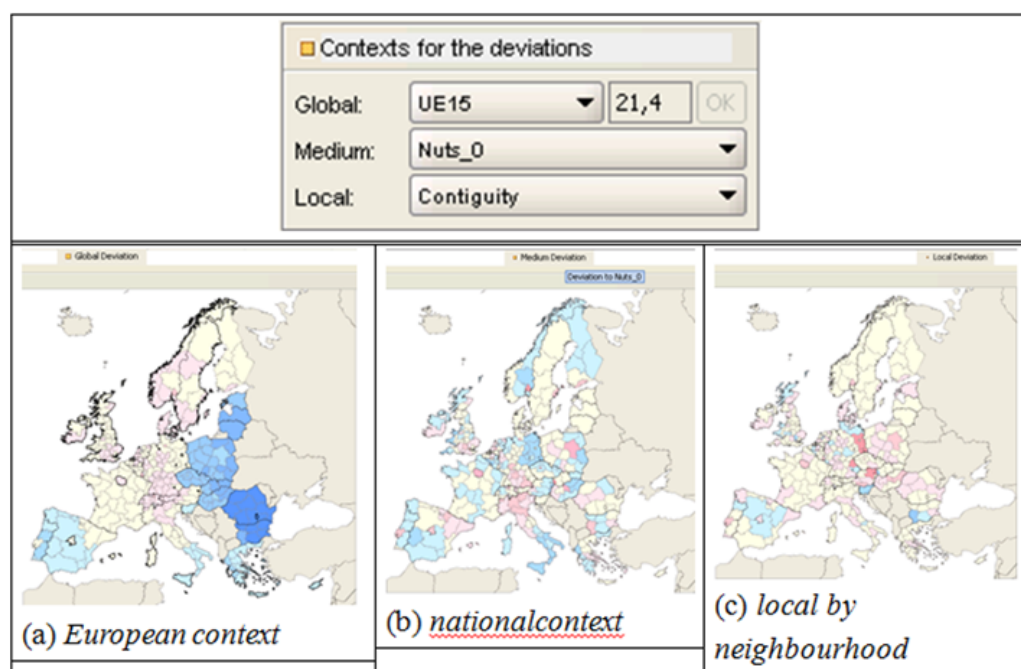 Contexts for the deviations
Global: UE15 21,4 OK
Medium: Nuts_0
Local: Contiguity
Global Deviation
Medium Deviation
Deviation to Nuts_0
Local Deviation
(a) European context
(b) nationalcontext
(c) local by
neighbourhood